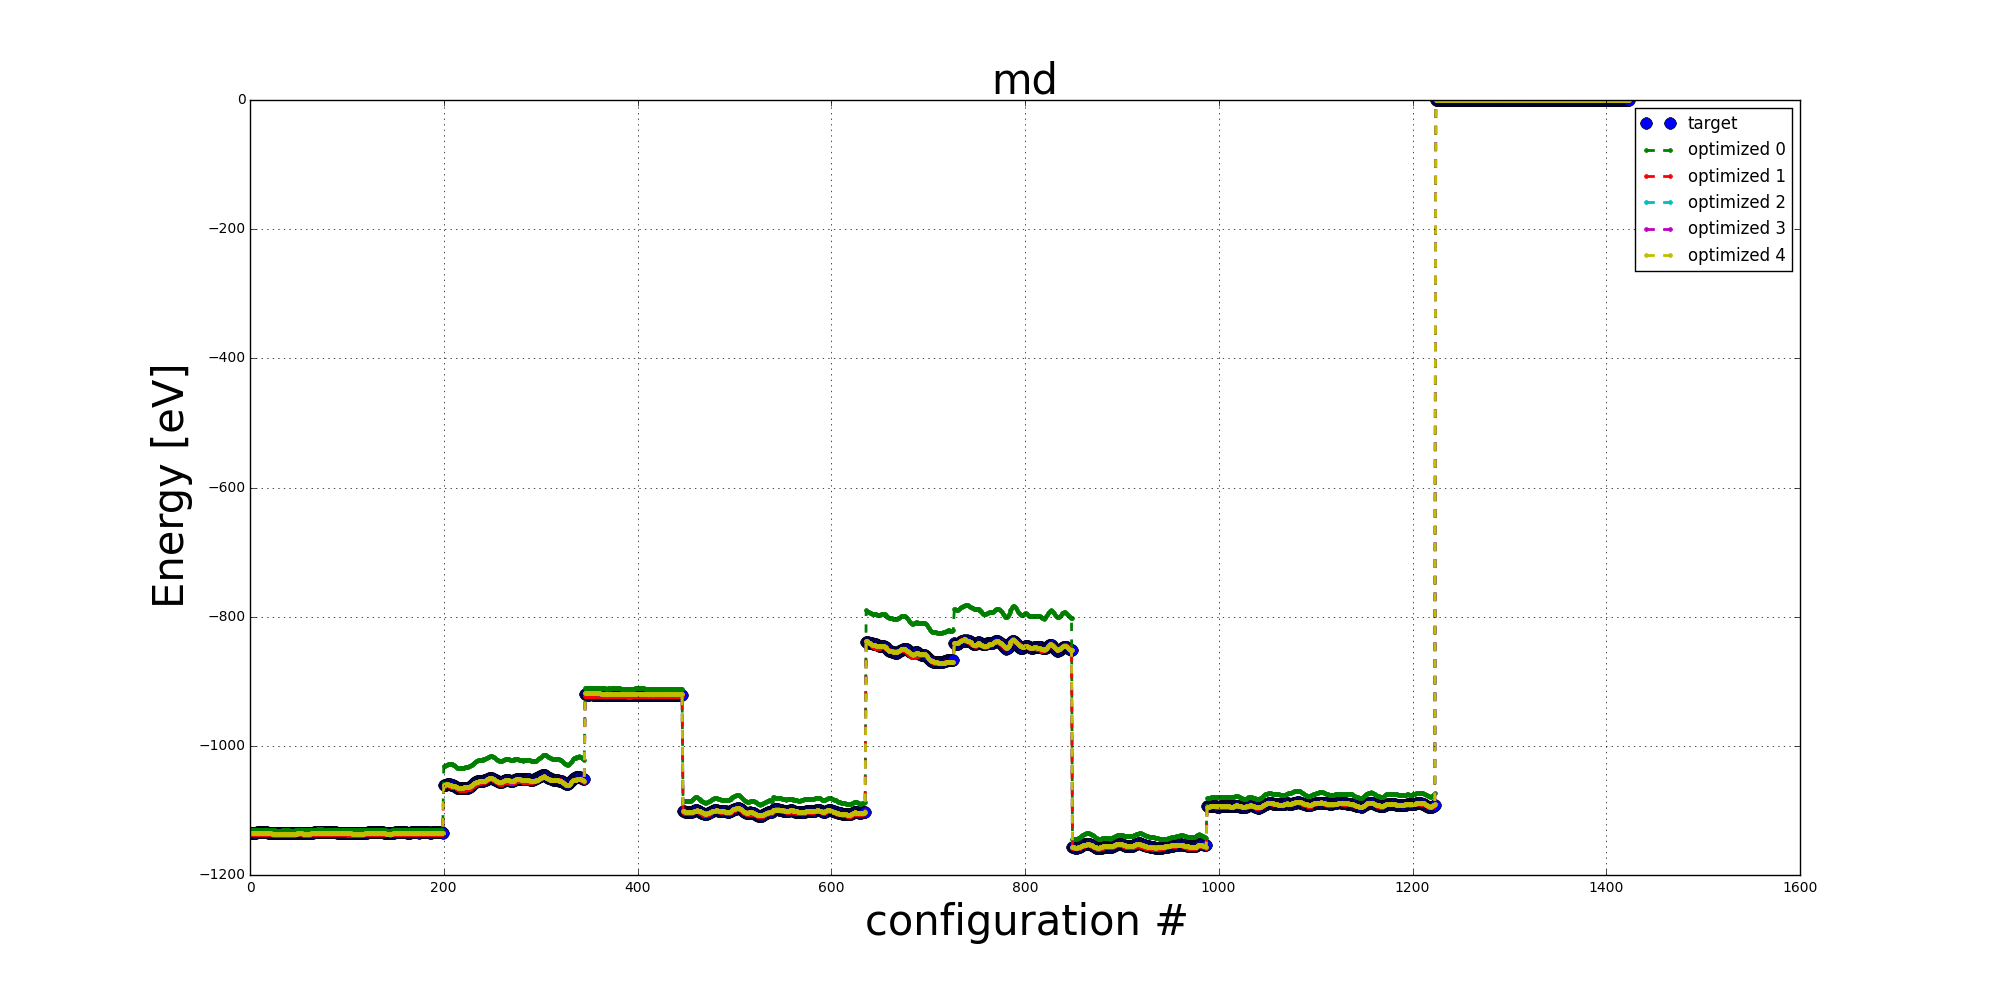 md
Energy [eV]
0
−200
−400
−600
−800
−1000
−1200
0 200 400 600 800 1000 1200 1400 1600
configuration #
target
optimized 0
optimized 1
optimized 2
optimized 3
optimized 4